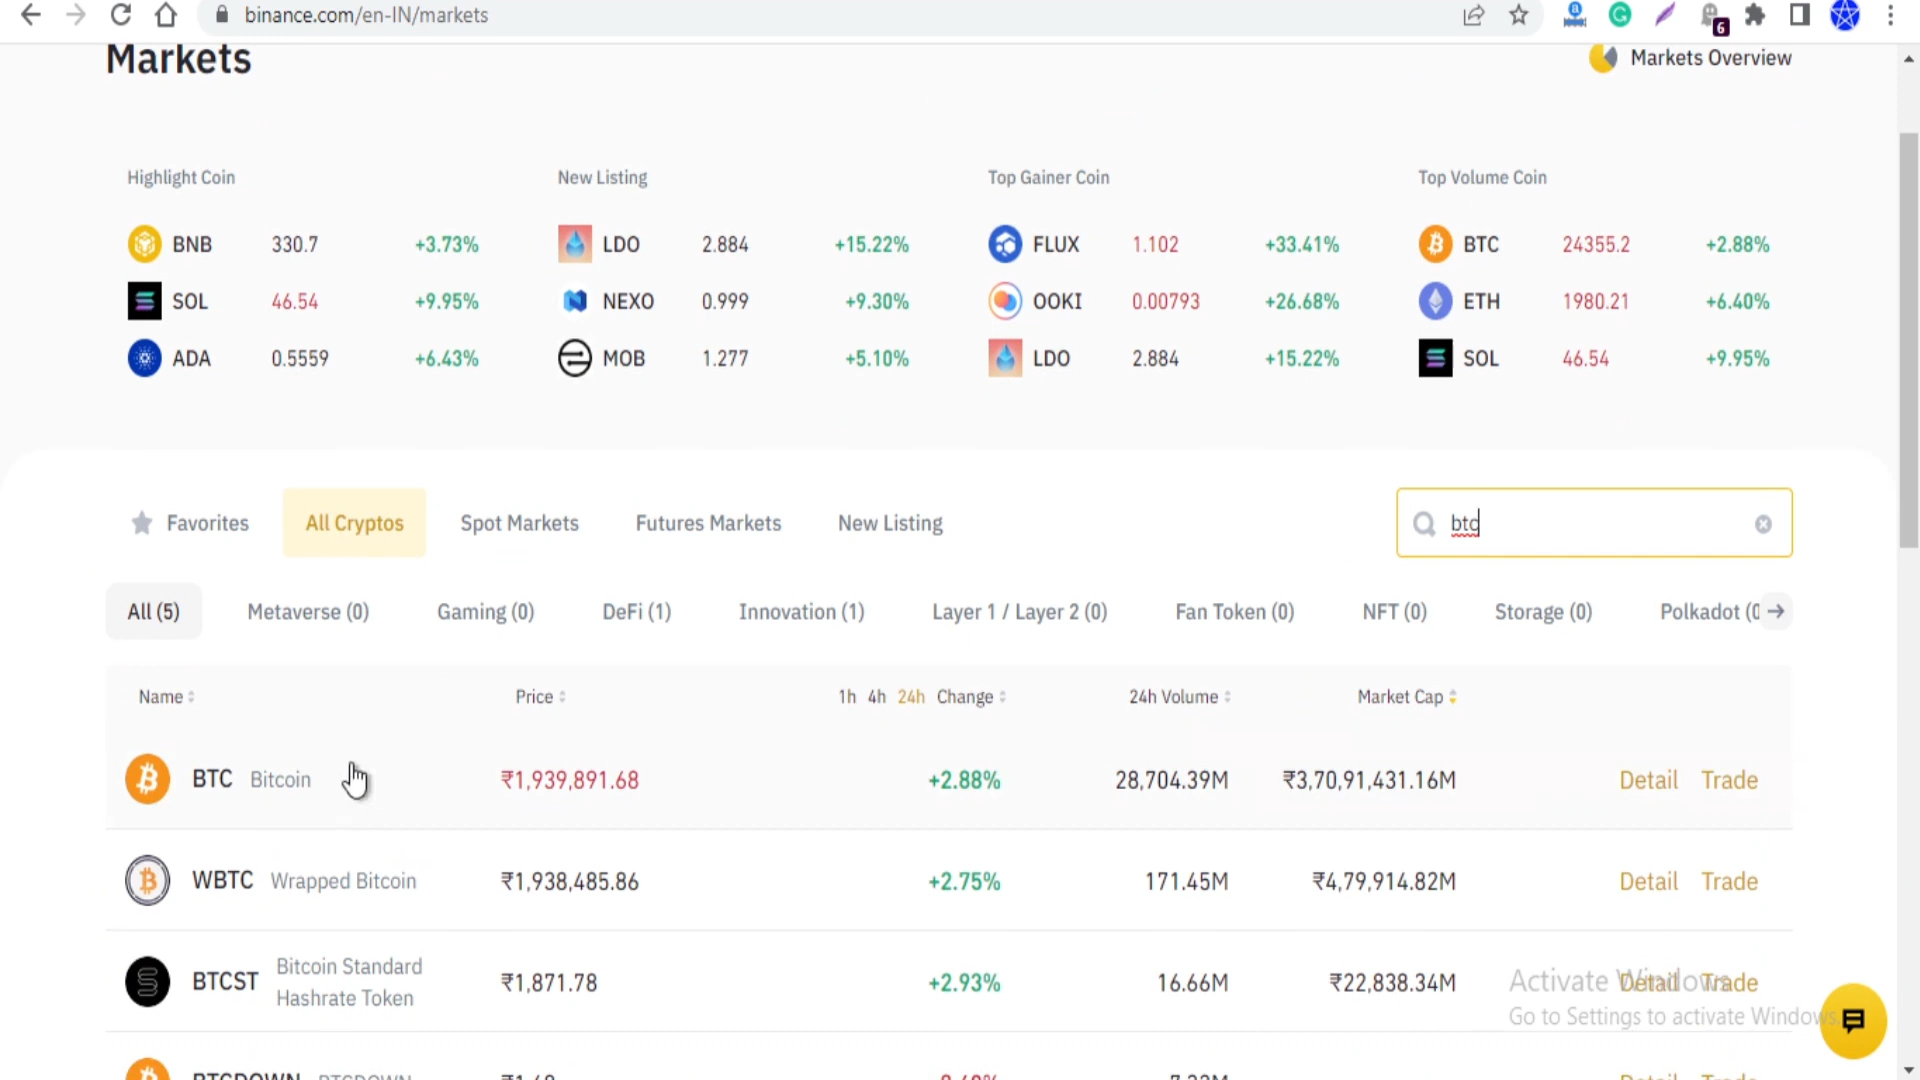 binance.com/en-IN/markets
6
Markets
Markets Overview
Highlight Coin New Listing Top Gainer Coin Top Volume Coin
BNB 330.7 +3.73% LDO 2.884 +15.22% FLUX 1.102 +33.41% BTC 24355.2 +2.88%
SOL 46.54 +9.95% NEXO 0.999 +9.30% OOKI 0.00793 +26.68% ETH 1980.21 +6.40%
ADA 0.5559 +6.43% MOB 1.277 +5.10% LDO 2.884 +15.22% SOL 46.54 +9.95%
Favorites All Cryptos Spot Markets Futures Markets New Listing btc
All (5) Metaverse (0) Gaming (0) DeFi (1) Innovation (1) Layer 1 / Layer 2 (0) Fan Token (0) NFT (0) Storage (0) Polkadot (0
Name Price 1h 4h 24h Change 24h Volume Market Cap
BTC Bitcoin ₹1,939,891.68 +2.88% 28,704.39M ₹3,70,91,431.16M Detail Trade
WBTC Wrapped Bitcoin ₹1,938,485.86 +2.75% 171.45M ₹4,79,914.82M Detail Trade
BTCST Bitcoin Standard Hashrate Token ₹1,871.78 +2.93% 16.66M ₹22,838.34M Detail Trade
Activate Windows
Go to Settings to activate Windows.
BTCDOWN BTCDOWN